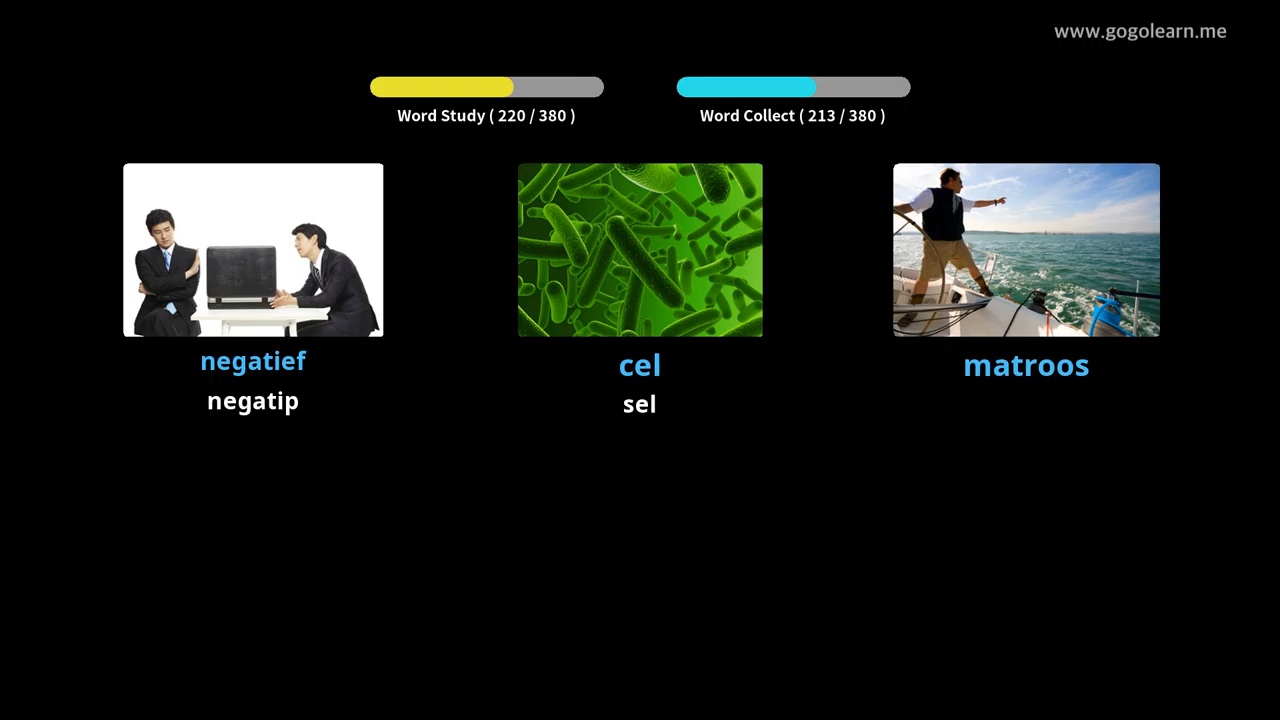 www.gogolearn.me
Word Study ( 220 / 380 )
Word Collect ( 213 / 380 )
negatief
negatip
cel
sel
matroos